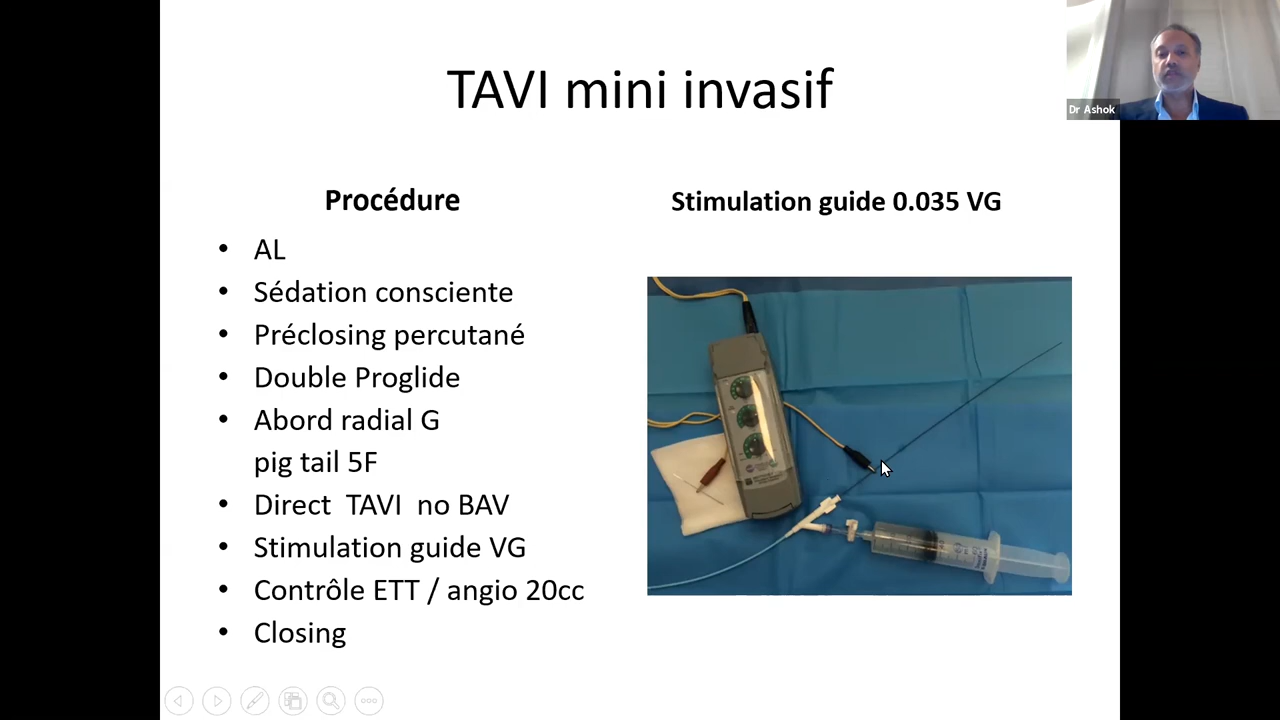 TAVI mini invasif
Dr Ashok
Procédure
• AL
• Sédation consciente
• Préclosing percutané
• Double Proglide
• Abord radial G
pig tail 5F
• Direct TAVI no BAV
• Stimulation guide VG
• Contrôle ETT / angio 20cc
• Closing
Stimulation guide 0.035 VG